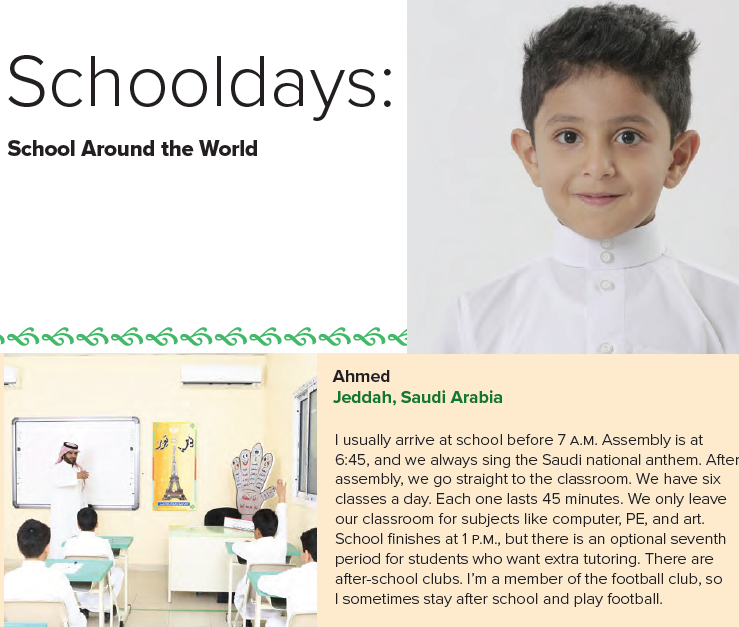 Schooldays:
School Around the World
Ahmed
Jeddah, Saudi Arabia
I usually arrive at school before 7 A.M. Assembly is at
6:45, and we always sing the Saudi national anthem. After
assembly, we go straight to the classroom. We have six
classes a day. Each one lasts 45 minutes. We only leave
our classroom for subjects like computer, PE, and art.
School finishes at 1 P.M., but there is an optional seventh
period for students who want extra tutoring. There are
after-school clubs. I'm a member of the football club, so
I sometimes stay after school and play football.